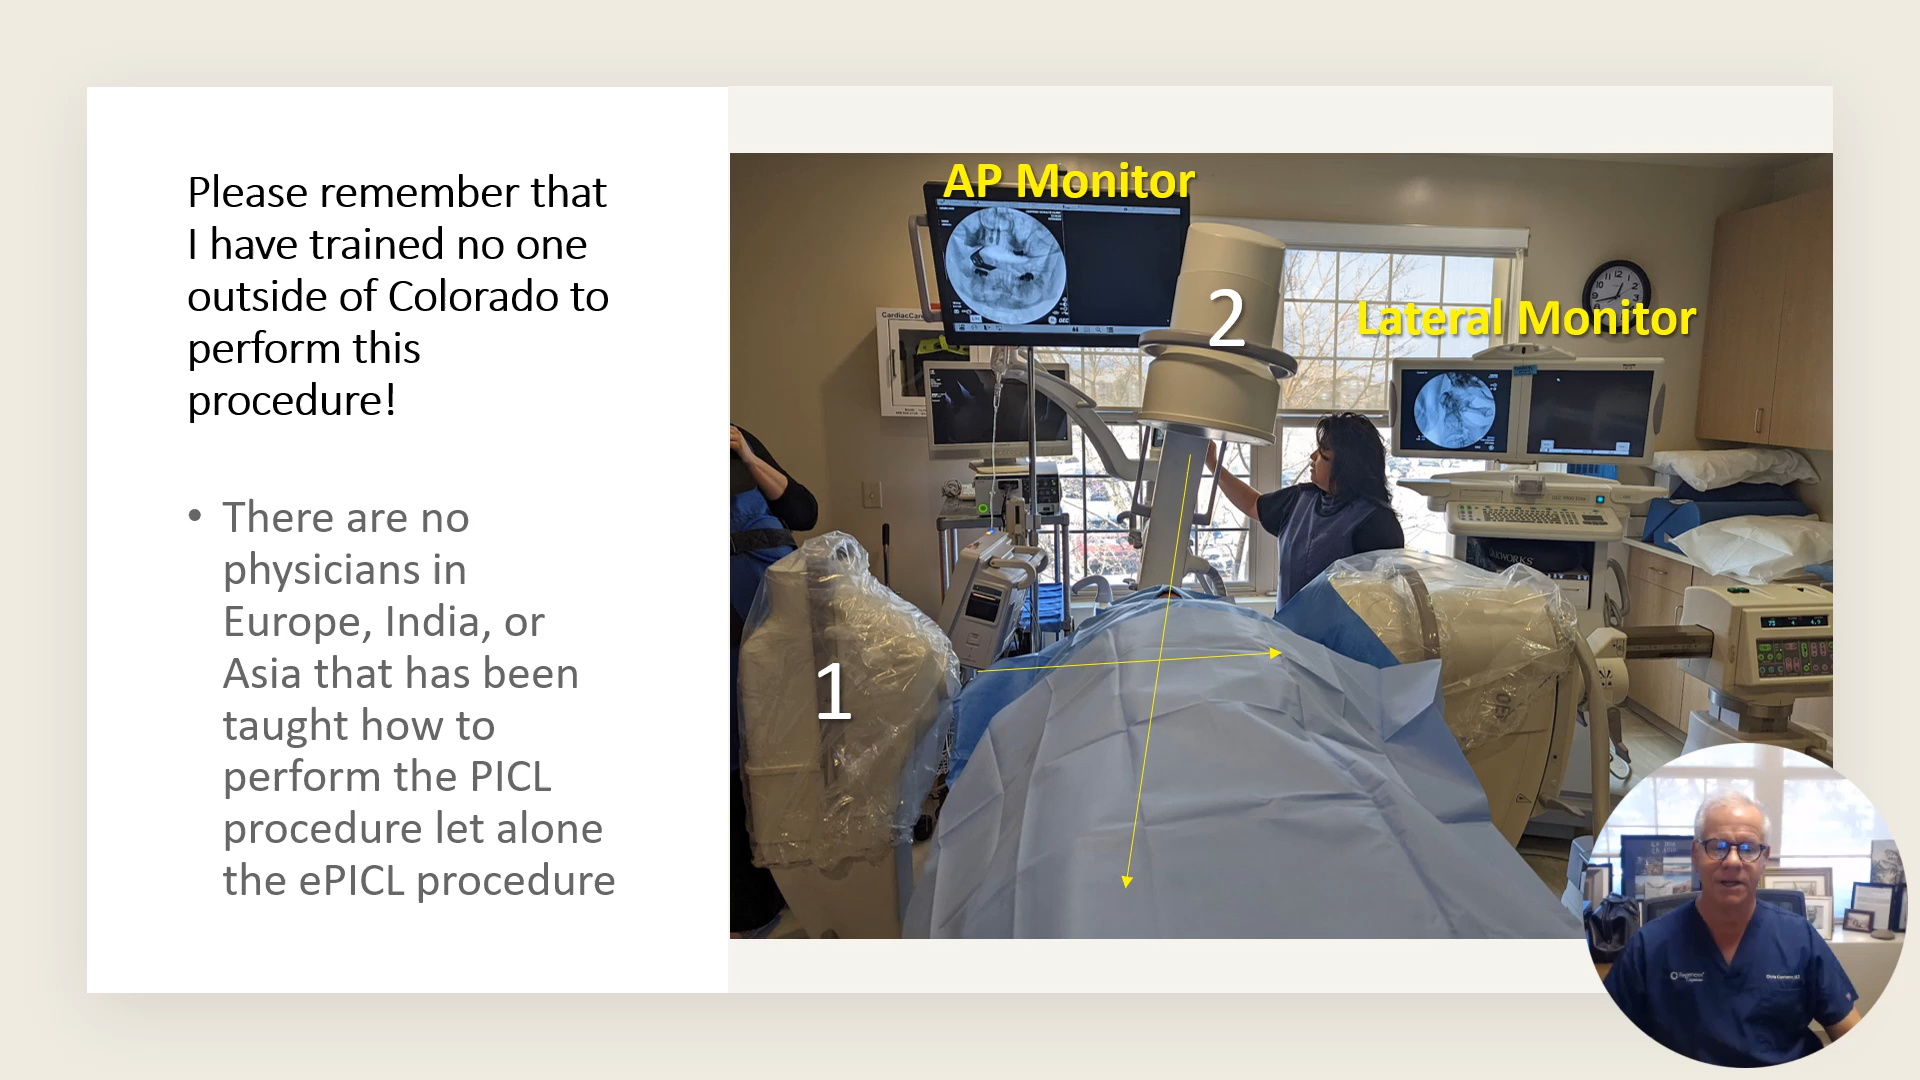 Please remember that
I have trained no one
outside of Colorado to
perform this
procedure!
• There are no
physicians in
Europe, India, or
Asia that has been
taught how to
perform the PICL
procedure let alone
the ePICL procedure
AP Monitor
2
Lateral Monitor
1
CardiacCare